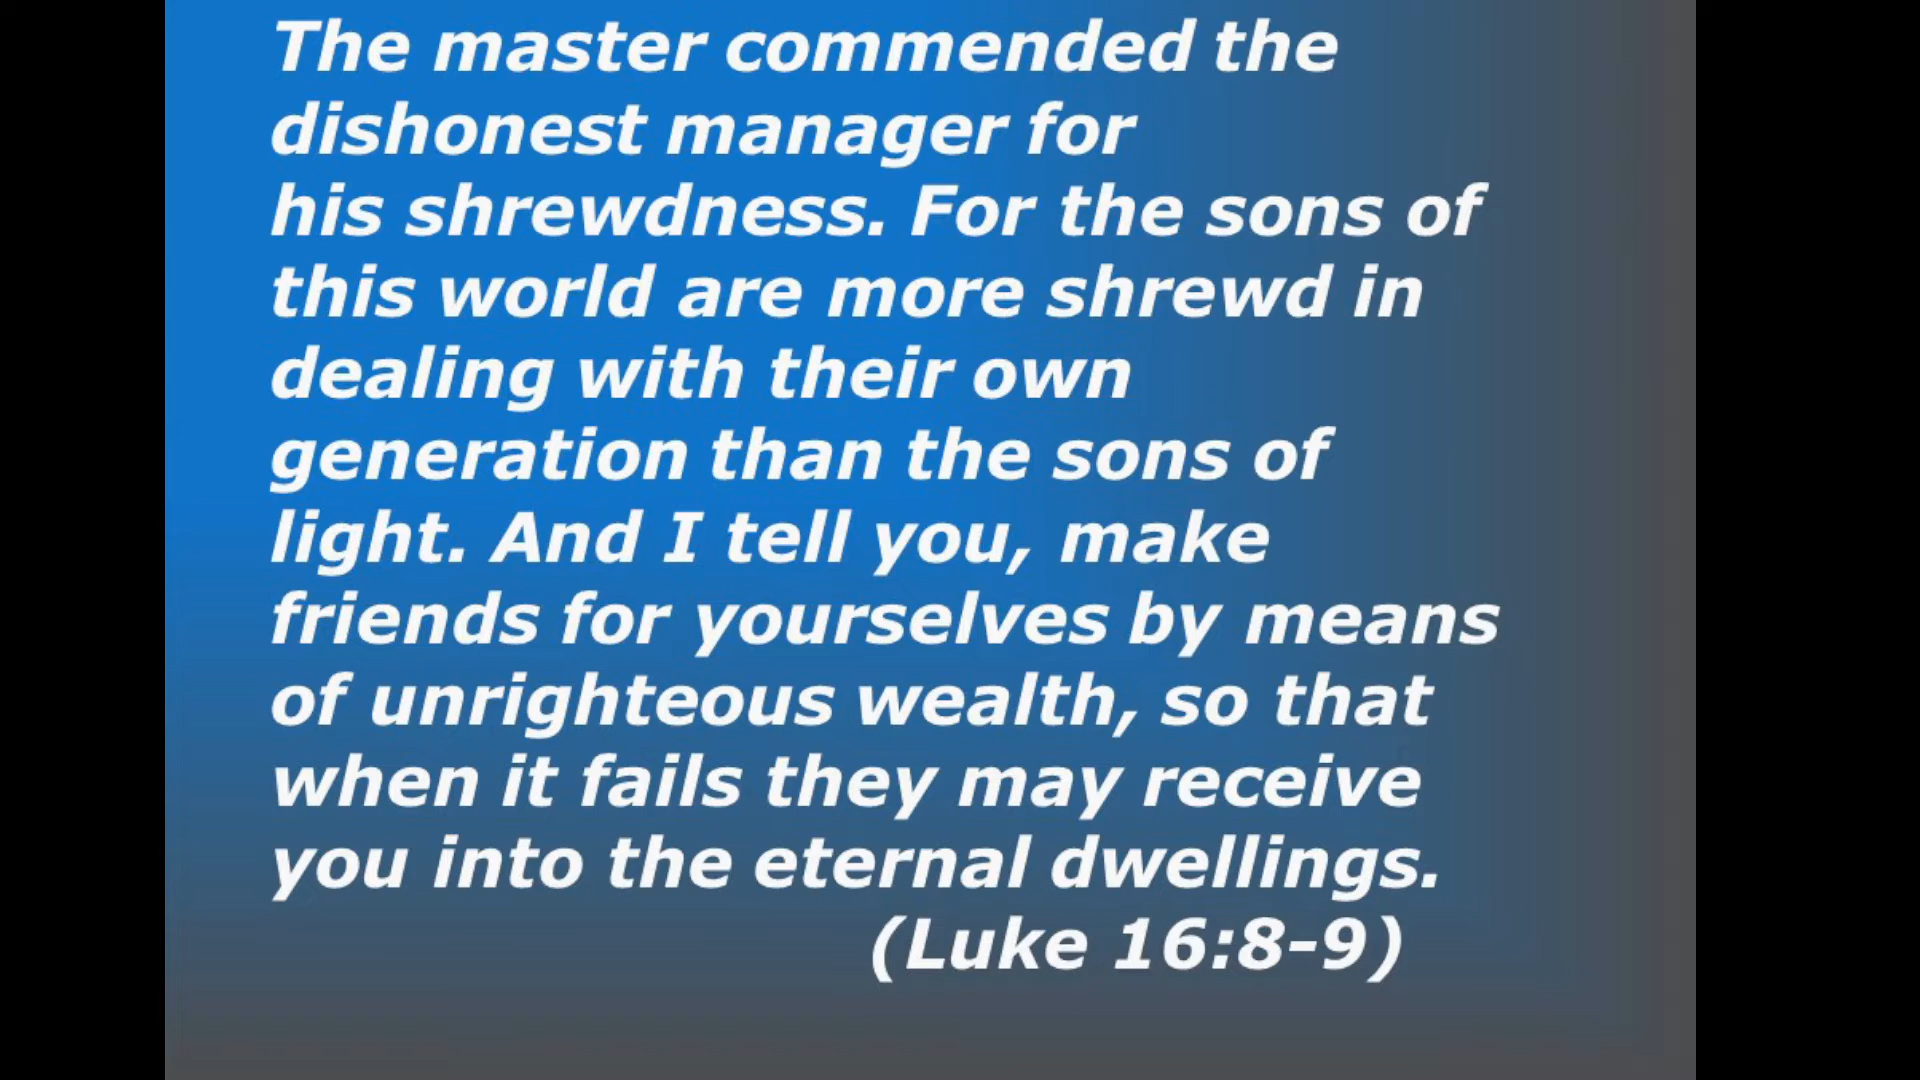 The master commended the
dishonest manager for
his shrewdness. For the sons of
this world are more shrewd in
dealing with their own
generation than the sons of
light. And I tell you, make
friends for yourselves by means
of unrighteous wealth, so that
when it fails they may receive
you into the eternal dwellings.
(Luke 16:8-9)